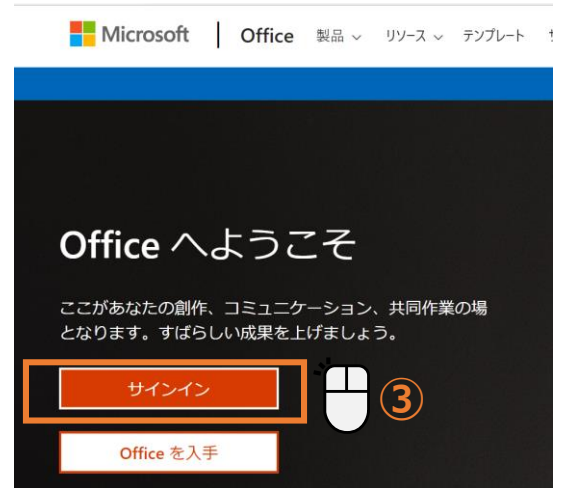 Microsoft | Office 製品 リソース テンプレート
Office へようこそ
ここがあなたの創作、コミュニケーション、共同作業の場
となります。すばらしい成果を上げましょう。
サインイン
③
Office を入手